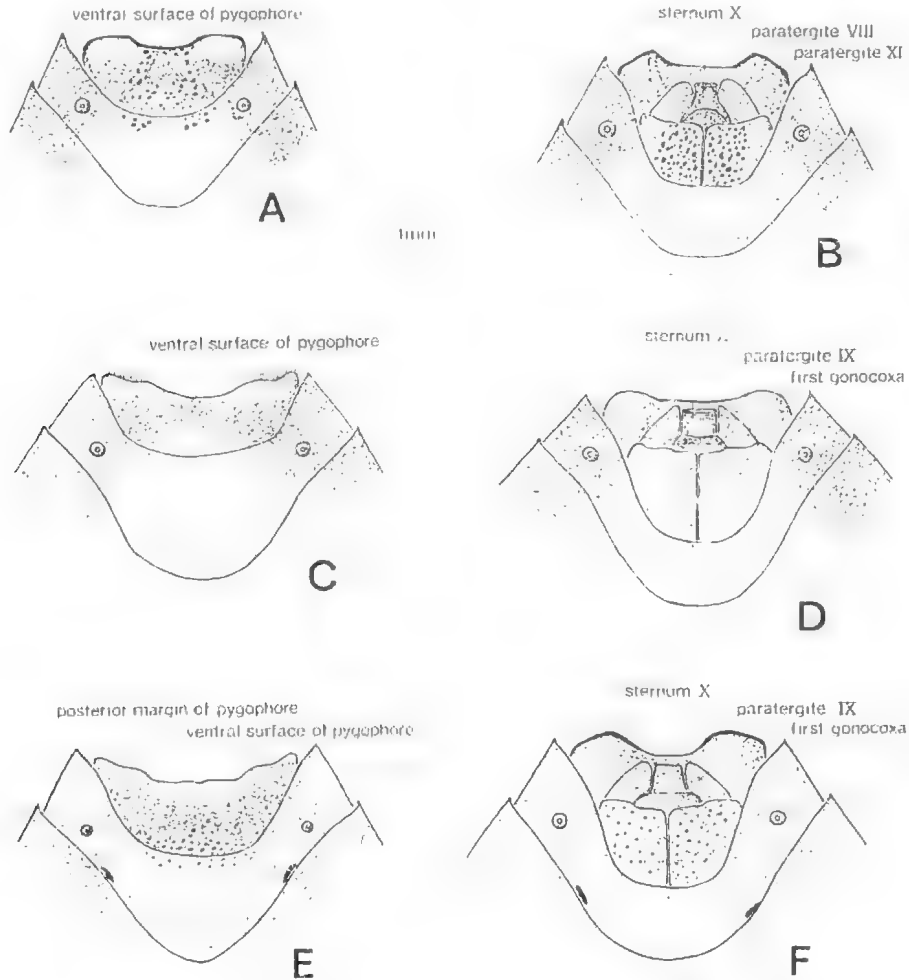 ventral surface of pygophore
A
1mm
sternum X
paratergite VIII
paratergite XI
B
ventral surface of pygophore
C
sternum
paratergite IX
first gonocoxa
D
posterior margin of pygophore
ventral surface of pygophore
E
sternum X
paratergite IX
first gonocoxa
F